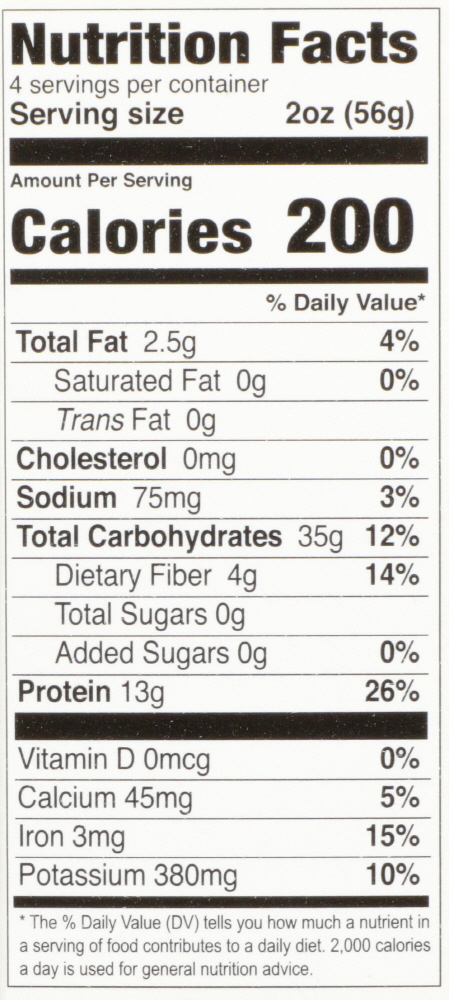 Nutrition Facts
4 servings per container
Serving size 2oz (56g)
Amount Per Serving
Calories 200
% Daily Value*
Total Fat 2.5g 4%
Saturated Fat 0g 0%
Trans Fat 0g
Cholesterol 0mg 0%
Sodium 75mg 3%
Total Carbohydrates 35g 12%
Dietary Fiber 4g 14%
Total Sugars 0g
Added Sugars 0g 0%
Protein 13g 26%
Vitamin D 0mcg 0%
Calcium 45mg 5%
Iron 3mg 15%
Potassium 380mg 10%
* The % Daily Value (DV) tells you how much a nutrient in
a serving of food contributes to a daily diet. 2,000 calories
a day is used for general nutrition advice.